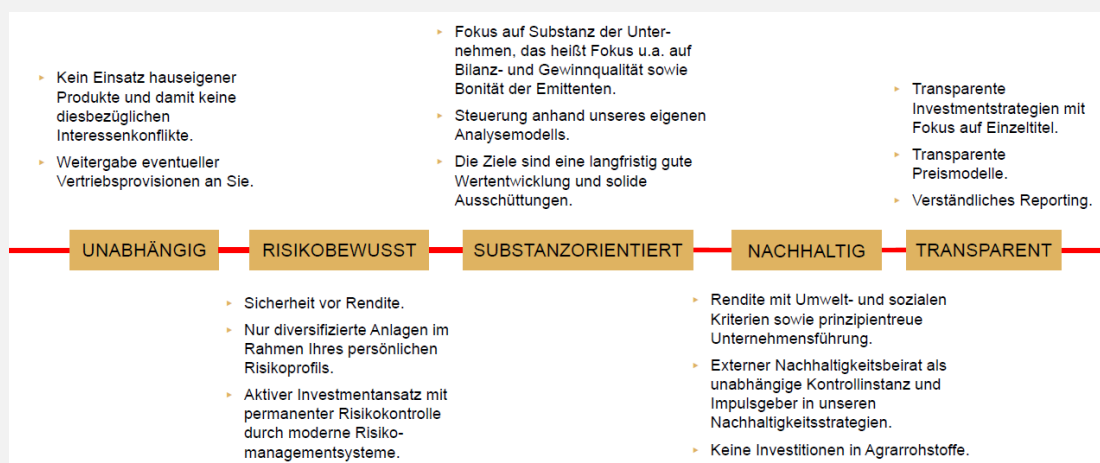 ▸ Kein Einsatz hauseigener
Produkte und damit keine
diesbezüglichen
Interessenkonflikte.
▸ Weitergabe eventueller
Vertriebsprovisionen an Sie.
▸ Fokus auf Substanz der Unter-
nehmen, das heißt Fokus u.a. auf
Bilanz- und Gewinnqualität sowie
Bonität der Emittenten.
▸ Steuerung anhand unseres eigenen
Analysemodells.
▸ Die Ziele sind eine langfristig gute
Wertentwicklung und solide
Ausschüttungen.
▸ Transparente
Investmentstrategien mit
Fokus auf Einzeltitel.
▸ Transparente
Preismodelle.
▸ Verständliches Reporting.
UNABHÄNGIG
RISIKOBEWUSST
SUBSTANZORIENTIERT
NACHHALTIG
TRANSPARENT
▸ Sicherheit vor Rendite.
▸ Nur diversifizierte Anlagen im
Rahmen Ihres persönlichen
Risikoprofils.
▸ Aktiver Investmentansatz mit
permanenter Risikokontrolle
durch moderne Risiko-
managementsysteme.
▸ Rendite mit Umwelt- und sozialen
Kriterien sowie prinzipientreue
Unternehmensführung.
▸ Externer Nachhaltigkeitsbeirat als
unabhängige Kontrollinstanz und
Impulsgeber in unseren
Nachhaltigkeitsstrategien.
▸ Keine Investitionen in Agrarrohstoffe.